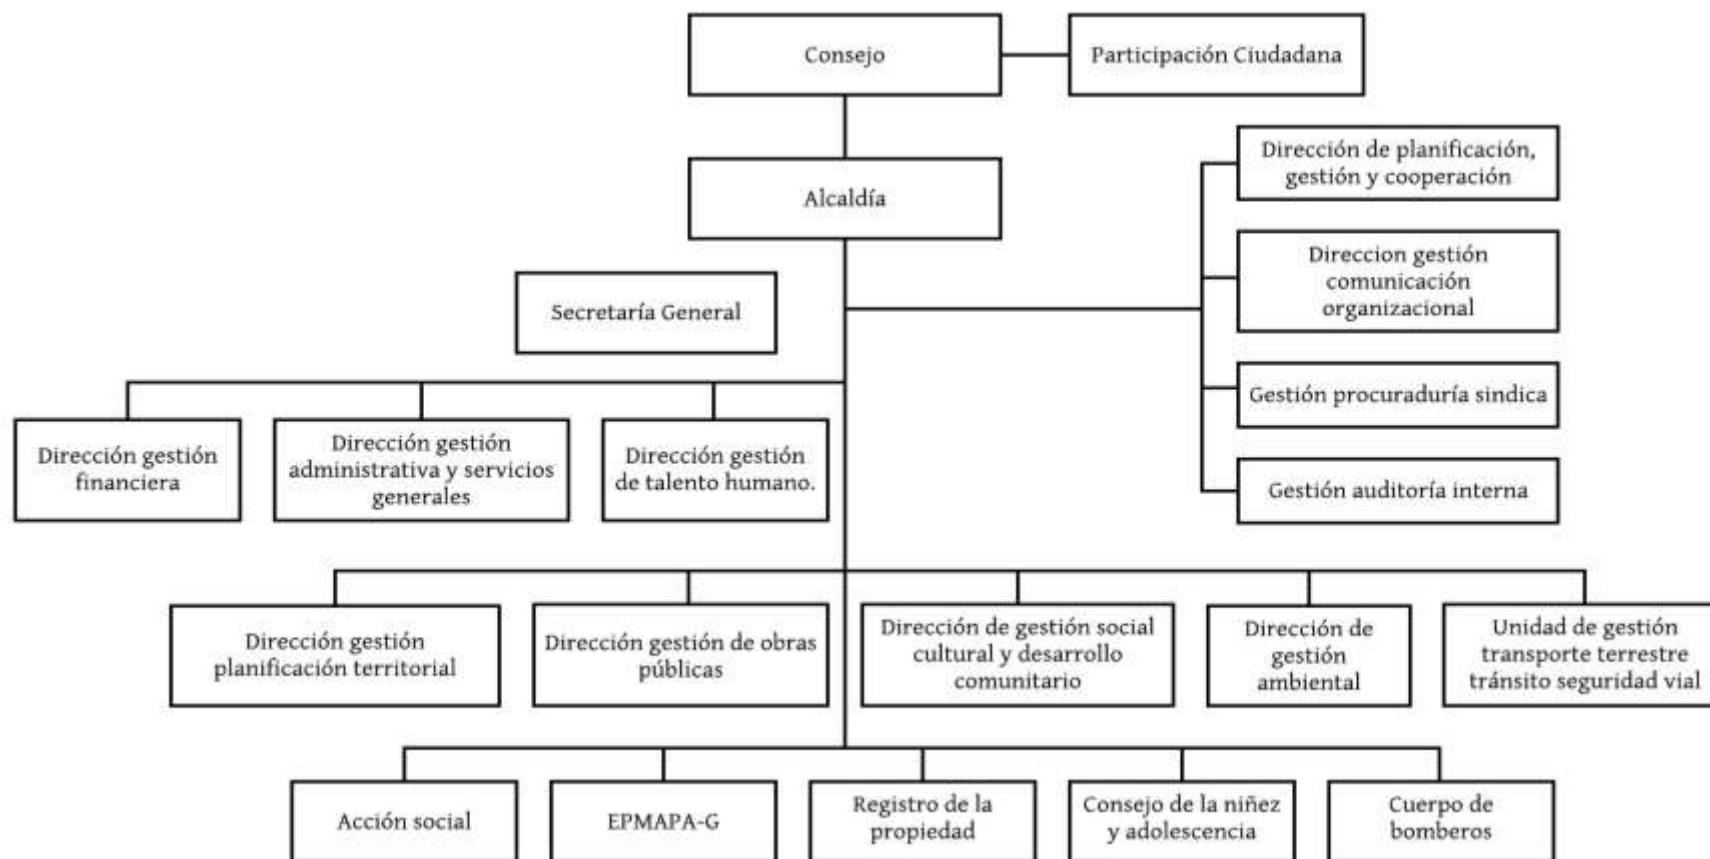 Consejo
Participación Ciudadana
Dirección de planificación,
gestión y cooperación
Alcaldía
Direccion gestión
comunicación
organizacional
Secretaría General
Gestión procuraduría sindica
Gestión auditoría interna
Dirección gestión
financiera
Dirección gestión
administrativa y servicios
generales
Dirección gestión
de talento humano.
Dirección gestión
planificación territorial
Dirección gestión de obras
públicas
Dirección de gestión social
cultural y desarrollo
comunitario
Dirección de
gestión
ambiental
Unidad de gestión
transporte terrestre
tránsito seguridad vial
Acción social
EPMAPA-G
Registro de la
propiedad
Consejo de la niñez
y adolescencia
Cuerpo de
bomberos